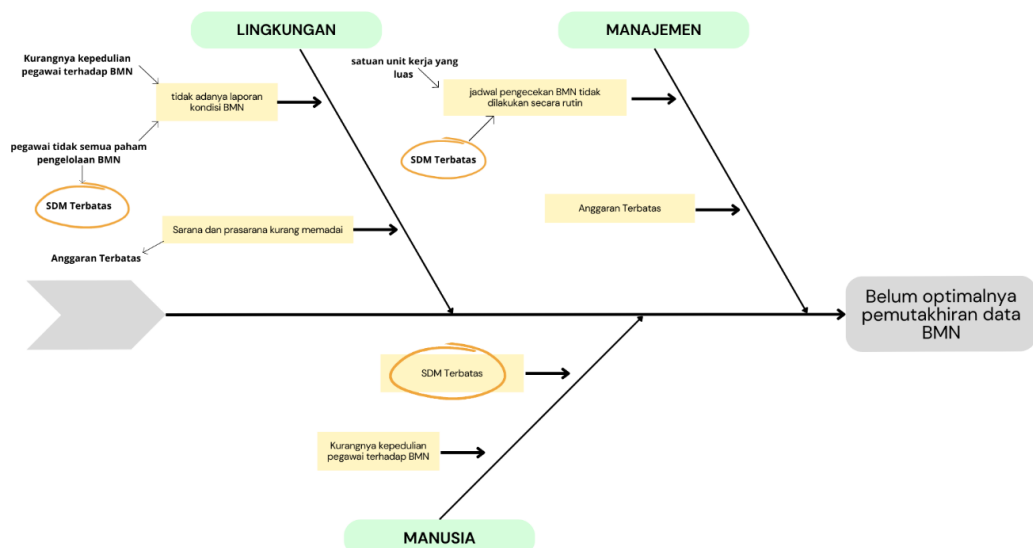 LINGKUNGAN
MANAJEMEN
Kurangnya kepedulian
pegawai terhadap BMN
tidak adanya laporan
kondisi BMN
pegawai tidak semua paham
pengelolaan BMN
SDM Terbatas
Sarana dan prasarana kurang memadai
Anggaran Terbatas
satuan unit kerja yang
luas
jadwal pengecekan BMN tidak
dilakukan secara rutin
SDM Terbatas
Anggaran Terbatas
Belum optimalnya
pemutakhiran data
BMN
SDM Terbatas
Kurangnya kepedulian
pegawai terhadap BMN
MANUSIA